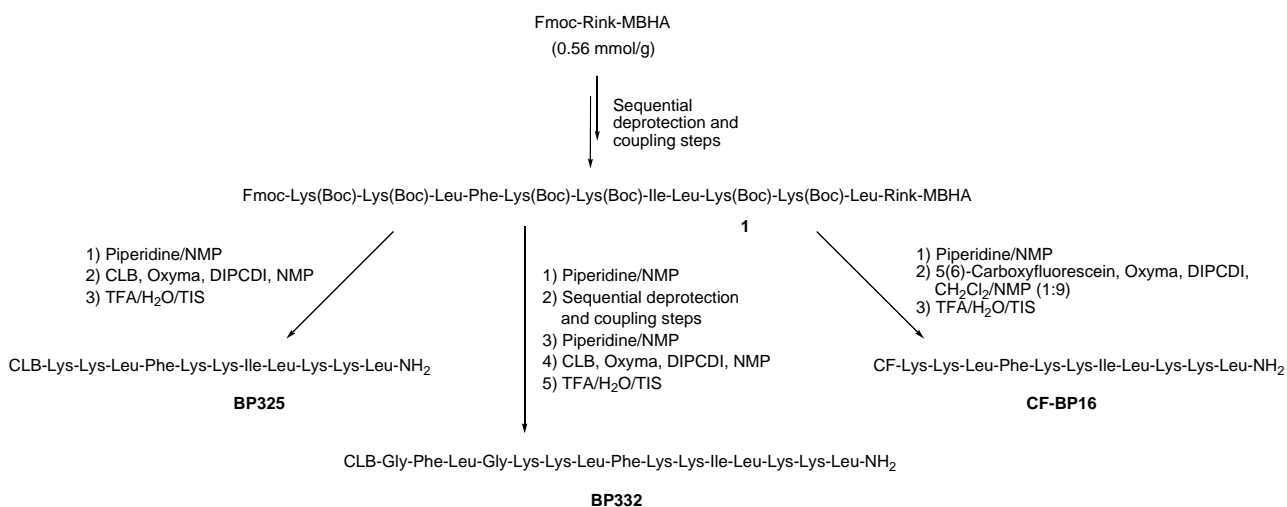 Fmoc-Rink-MBHA
(0.56 mmol/g)
Sequential
deprotection and
coupling steps
Fmoc-Lys(Boc)-Lys(Boc)-Leu-Phe-Lys(Boc)-Lys(Boc)-Ile-Leu-Lys(Boc)-Lys(Boc)-Leu-Rink-MBHA
1
1) Piperidine/NMP
2) CLB, Oxyma, DIPCDI, NMP
3) TFA/H₂O/TIS
1) Piperidine/NMP
2) Sequential deprotection
and coupling steps
3) Piperidine/NMP
4) CLB, Oxyma, DIPCDI, NMP
5) TFA/H₂O/TIS
1) Piperidine/NMP
2) 5(6)-Carboxyfluorescein, Oxyma, DIPCDI,
CH₂Cl₂/NMP (1:9)
3) TFA/H₂O/TIS
CLB-Lys-Lys-Leu-Phe-Lys-Lys-Ile-Leu-Lys-Lys-Leu-NH₂
BP325
CF-Lys-Lys-Leu-Phe-Lys-Lys-Ile-Leu-Lys-Lys-Leu-NH₂
CF-BP16
CLB-Gly-Phe-Leu-Gly-Lys-Lys-Leu-Phe-Lys-Lys-Ile-Leu-Lys-Lys-Leu-NH₂
BP332